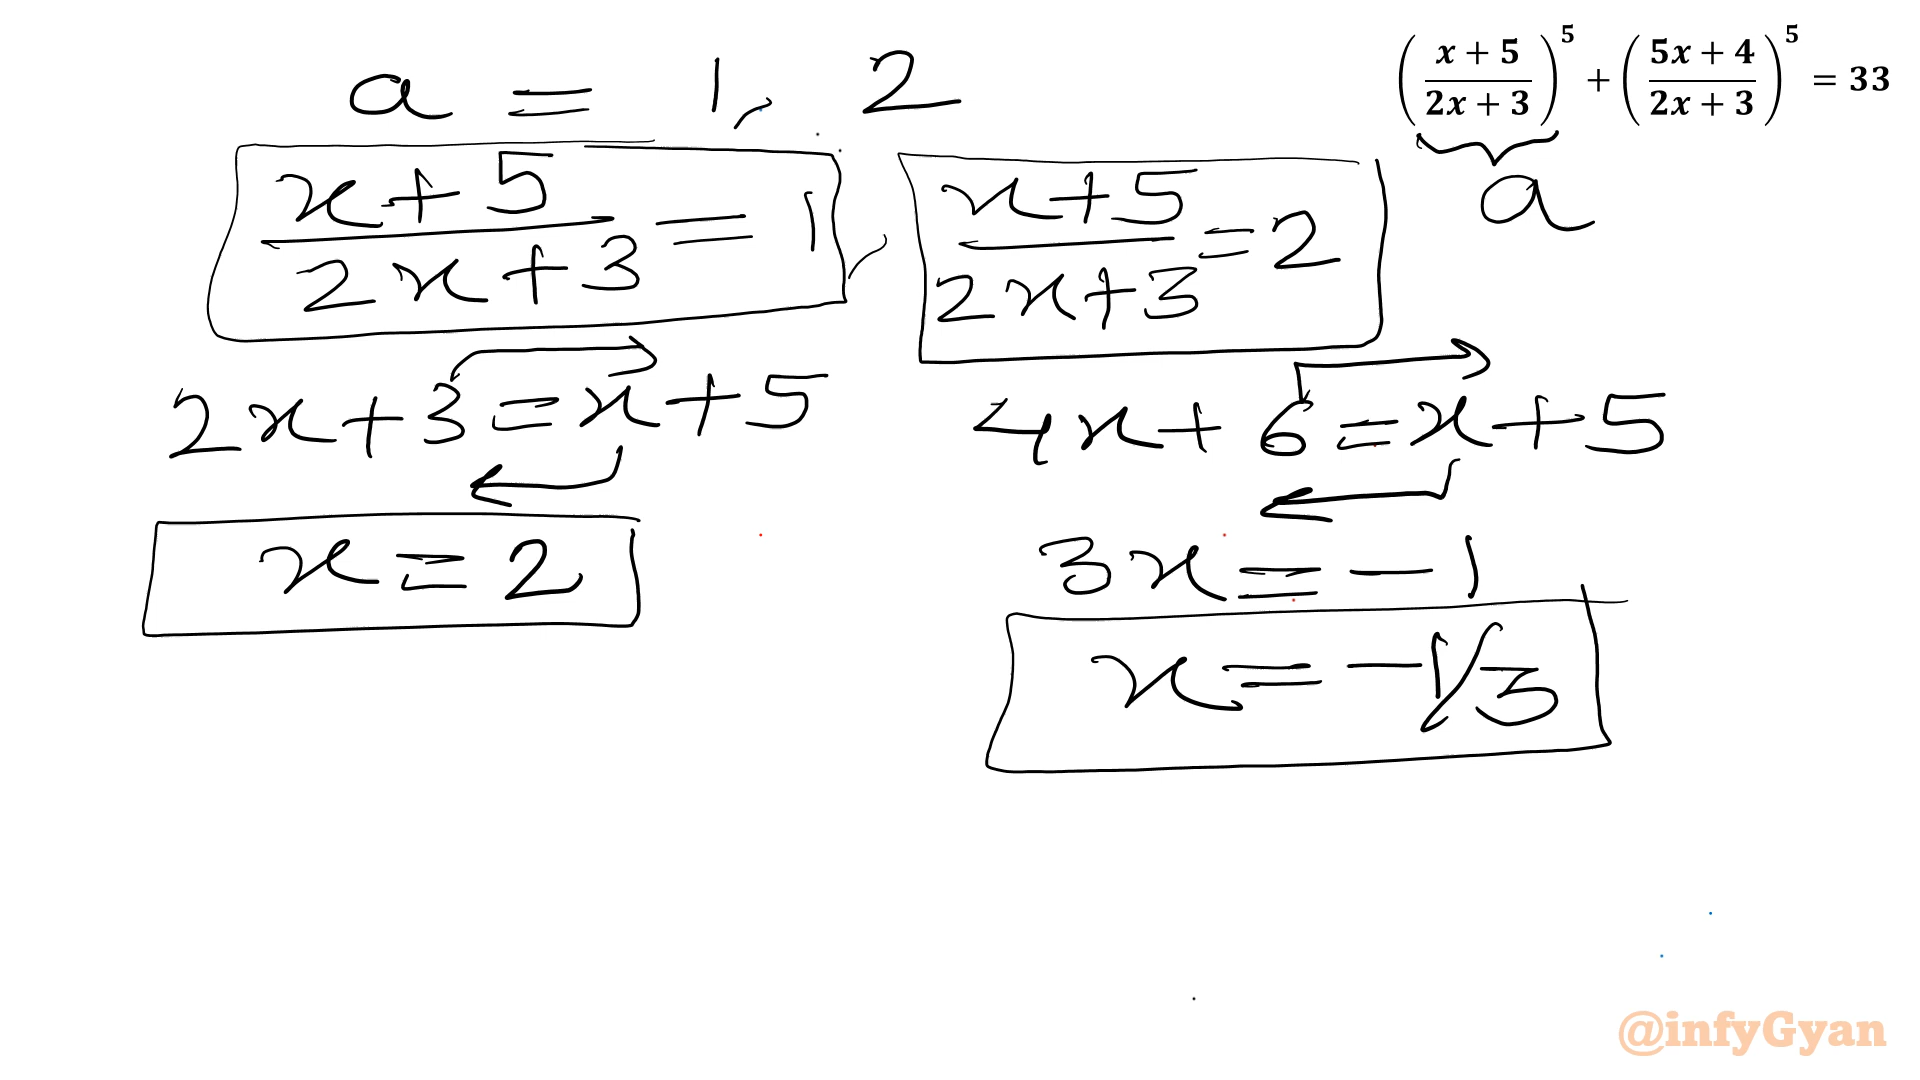 (x + 5 / 2x + 3)^5 + (5x + 4 / 2x + 3)^5 = 33
a
a = 1, 2
x + 5 / 2x + 3 = 1, x + 5 / 2x + 3 = 2
2x + 3 = x + 5
x = 2
4x + 6 = x + 5
3x = -1
x = -1/3
@infyGyan